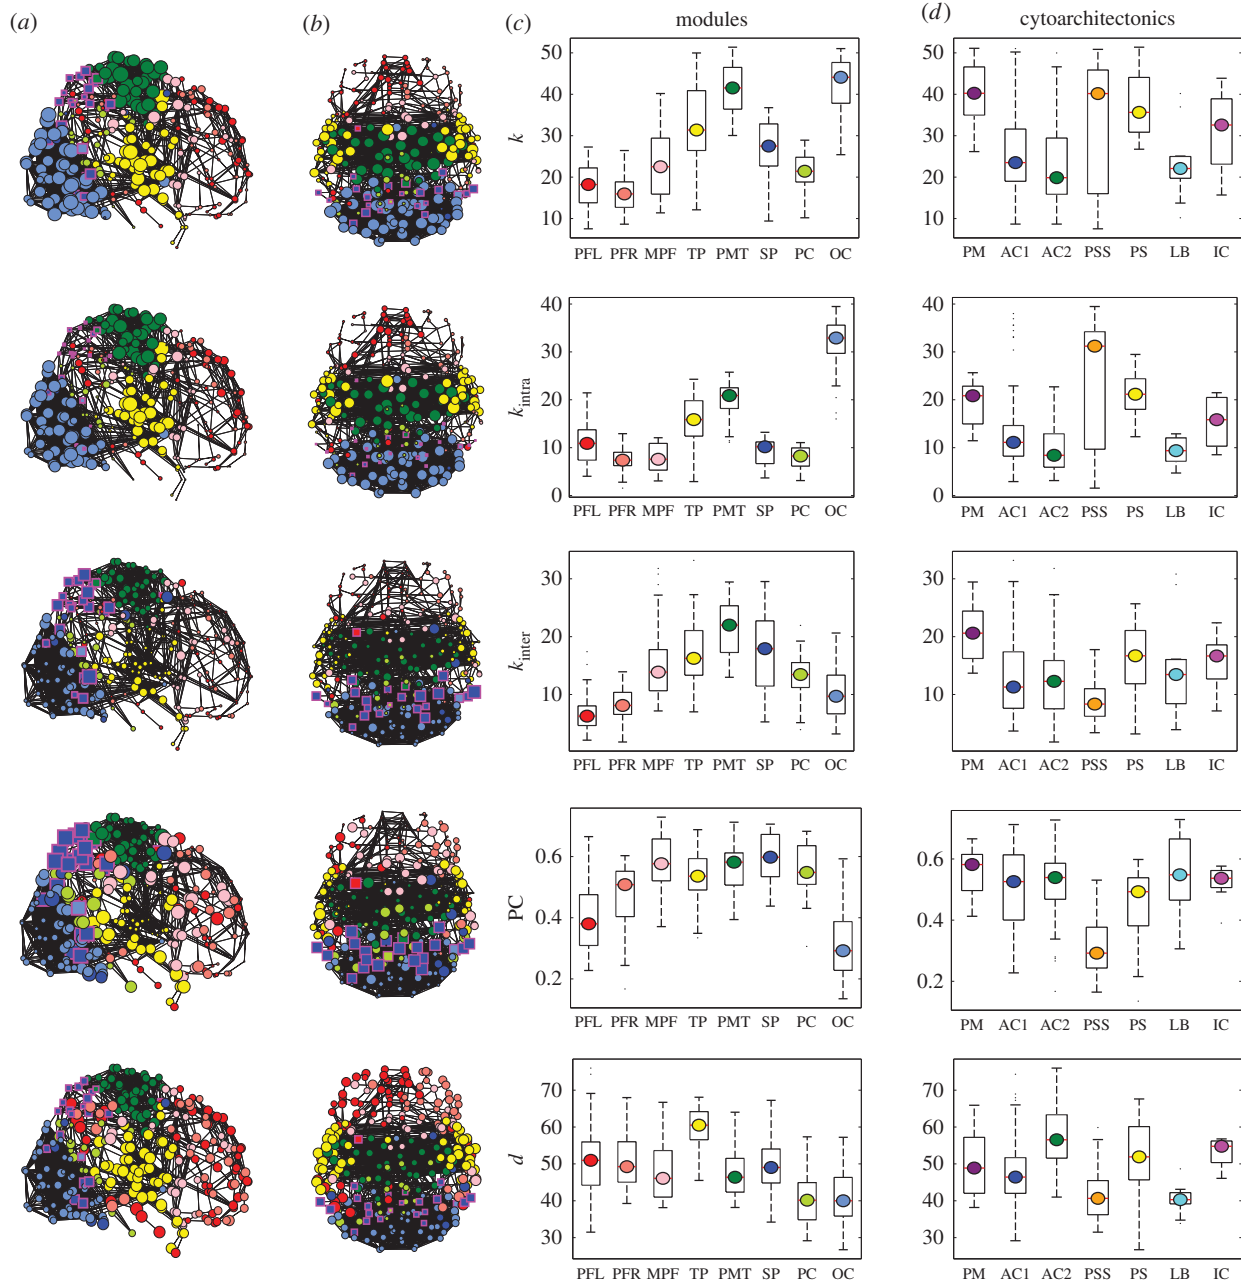 (a) (b) (c) modules (d) cytoarchitectonics
50 50
40 40
k
30 30
20 20
10 10
PFL PFR MPF TP PMT SP PC OC PM AC1 AC2 PSS PS LB IC
40 40
30 30
k intra
20 20
10 10
0 0
PFL PFR MPF TP PMT SP PC OC PM AC1 AC2 PSS PS LB IC
30 30
k inter
20 20
10 10
PFL PFR MPF TP PMT SP PC OC PM AC1 AC2 PSS PS LB IC
0.6 0.6
PC
0.4 0.4
0.2 0.2
PFL PFR MPF TP PMT SP PC OC PM AC1 AC2 PSS PS LB IC
70 70
60 60
d
50 50
40 40
30 30
PFL PFR MPF TP PMT SP PC OC PM AC1 AC2 PSS PS LB IC